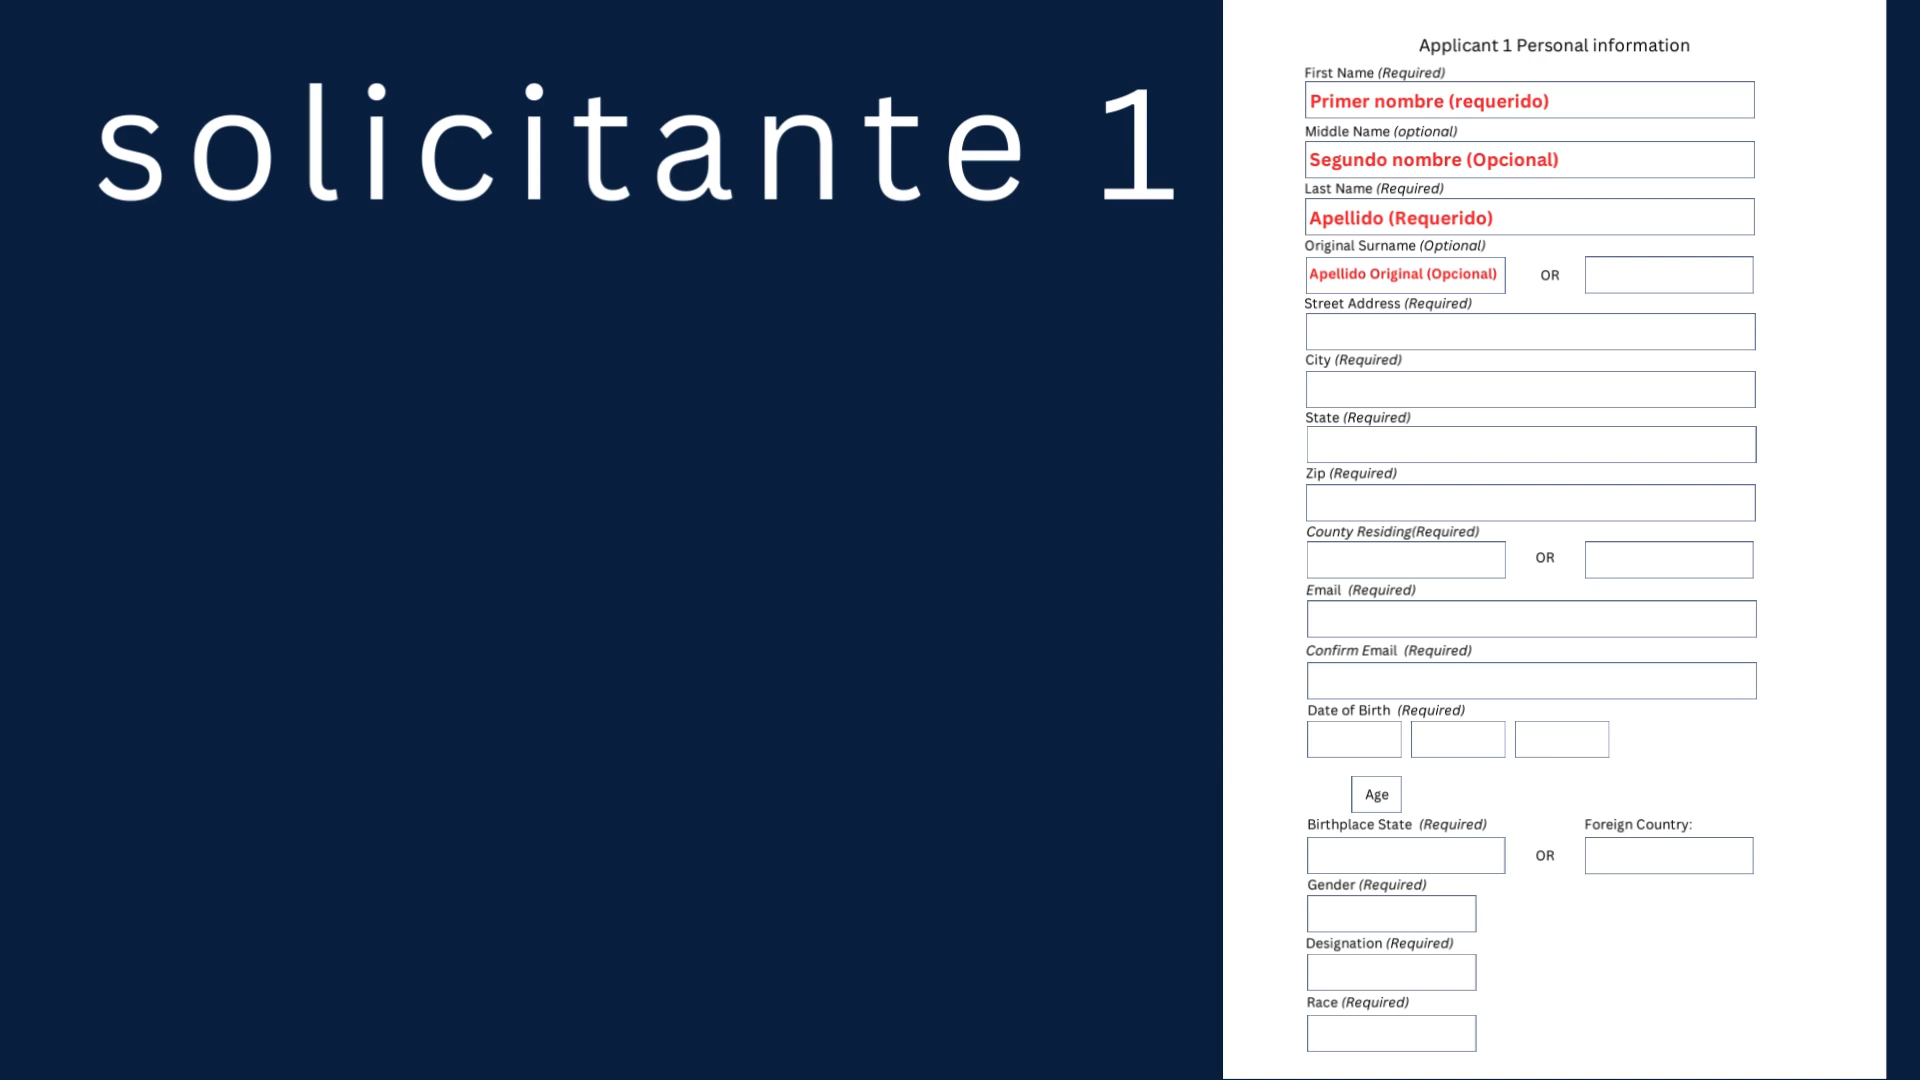 solicitante 1
Applicant 1 Personal information
First Name (Required)
Primer nombre (requerido)
Middle Name (optional)
Segundo nombre (Opcional)
Last Name (Required)
Apellido (Requerido)
Original Surname (Optional)
Apellido Original (Opcional) OR
Street Address (Required)
City (Required)
State (Required)
Zip (Required)
County Residing(Required)
OR
Email (Required)
Confirm Email (Required)
Date of Birth (Required)
Age
Birthplace State (Required) Foreign Country:
OR
Gender (Required)
Designation (Required)
Race (Required)